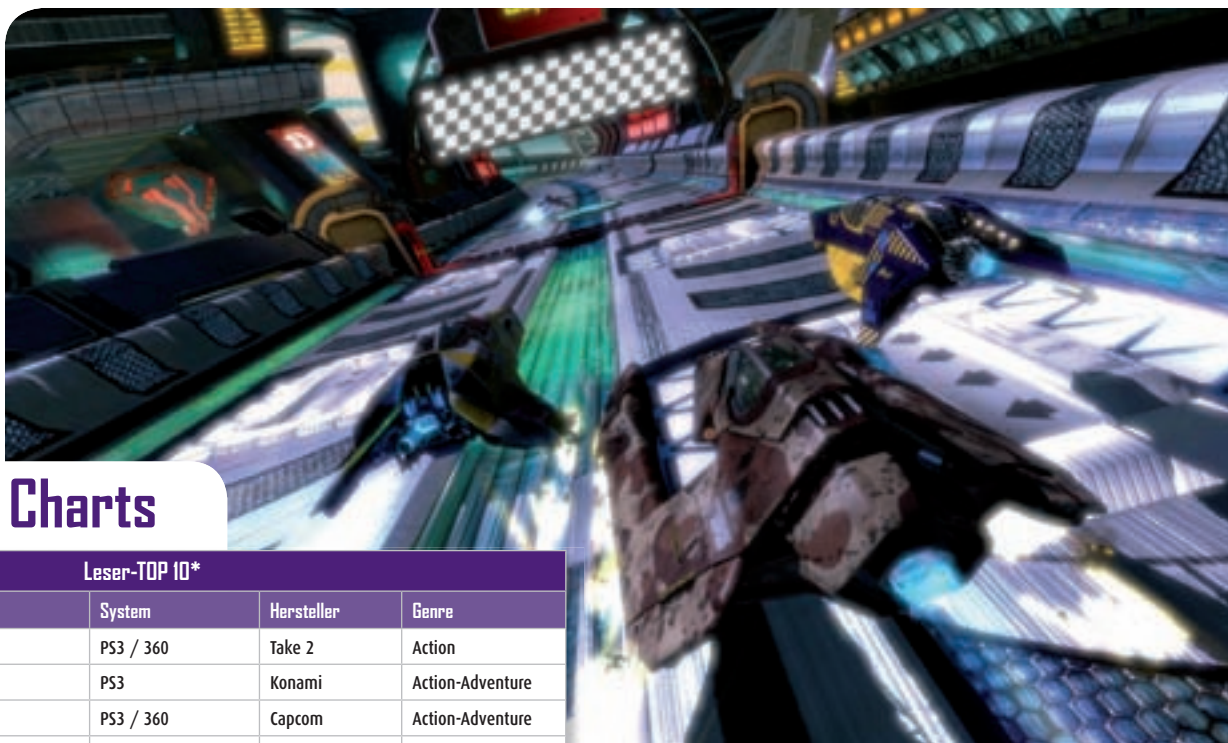 Charts
Leser-TOP 10*
System Hersteller Genre
PS3 / 360 Take 2 Action
PS3 Konami Action-Adventure
PS3 / 360 Capcom Action-Adventure